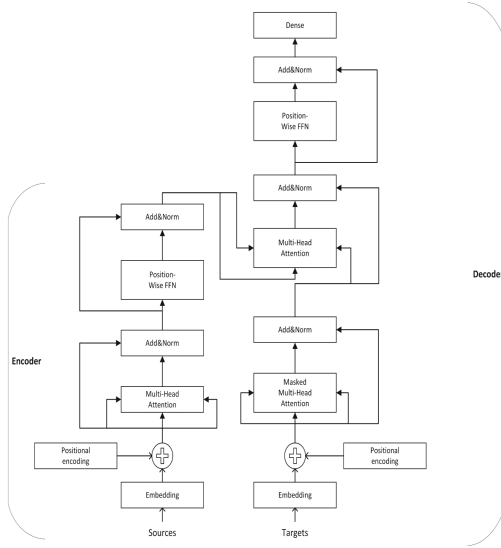 Dense
Add&Norm
Position-
Wise FFN
Add&Norm
Add&Norm
Multi-Head
Attention
Position-
Wise FFN
Decoder
Add&Norm
Add&Norm
Encoder
Multi-Head
Attention
Masked
Multi-Head
Attention
Positional
encoding
Positional
encoding
Embedding
Embedding
Sources
Targets